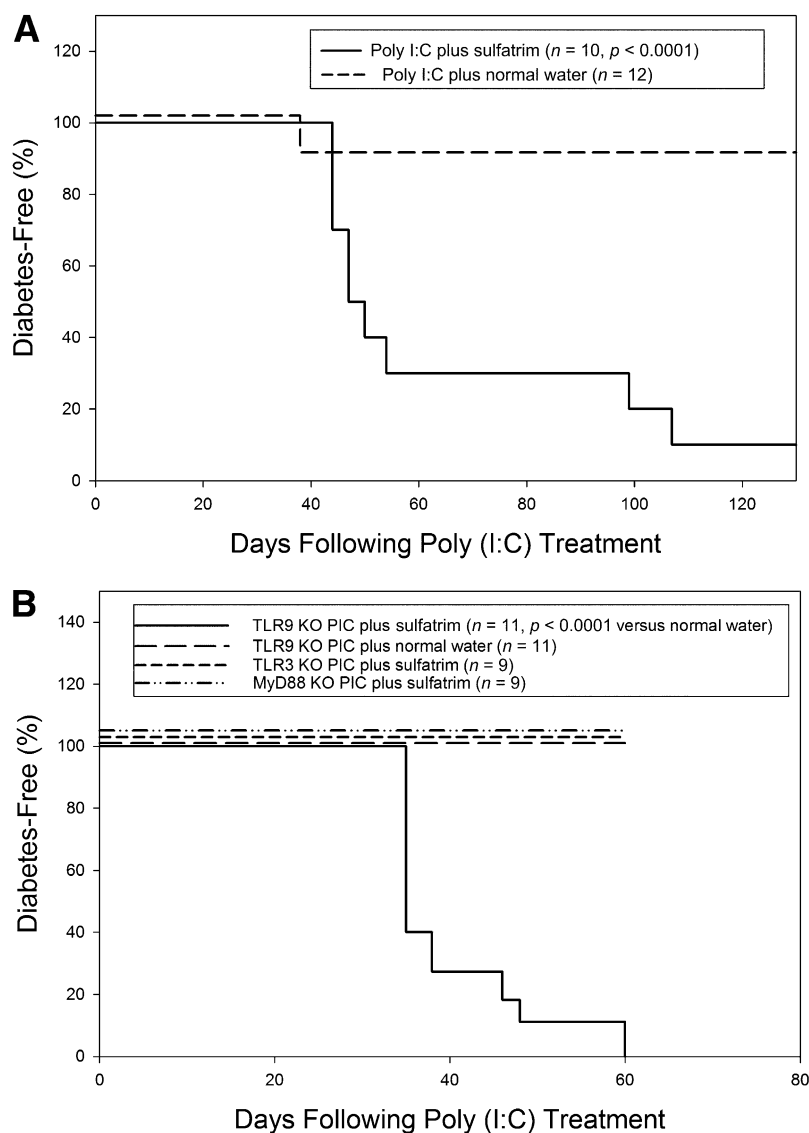 A
Poly I:C plus sulfatrim (n = 10, p < 0.0001)
Poly I:C plus normal water (n = 12)
Diabetes-Free (%)
120
100
80
60
40
20
0
0 20 40 60 80 100 120
Days Following Poly (I:C) Treatment
B
TLR9 KO PIC plus sulfatrim (n = 11, p < 0.0001 versus normal water)
TLR9 KO PIC plus normal water (n = 11)
TLR3 KO PIC plus sulfatrim (n = 9)
MyD88 KO PIC plus sulfatrim (n = 9)
Diabetes-Free (%)
140
120
100
80
60
40
20
0
0 20 40 60 80
Days Following Poly (I:C) Treatment